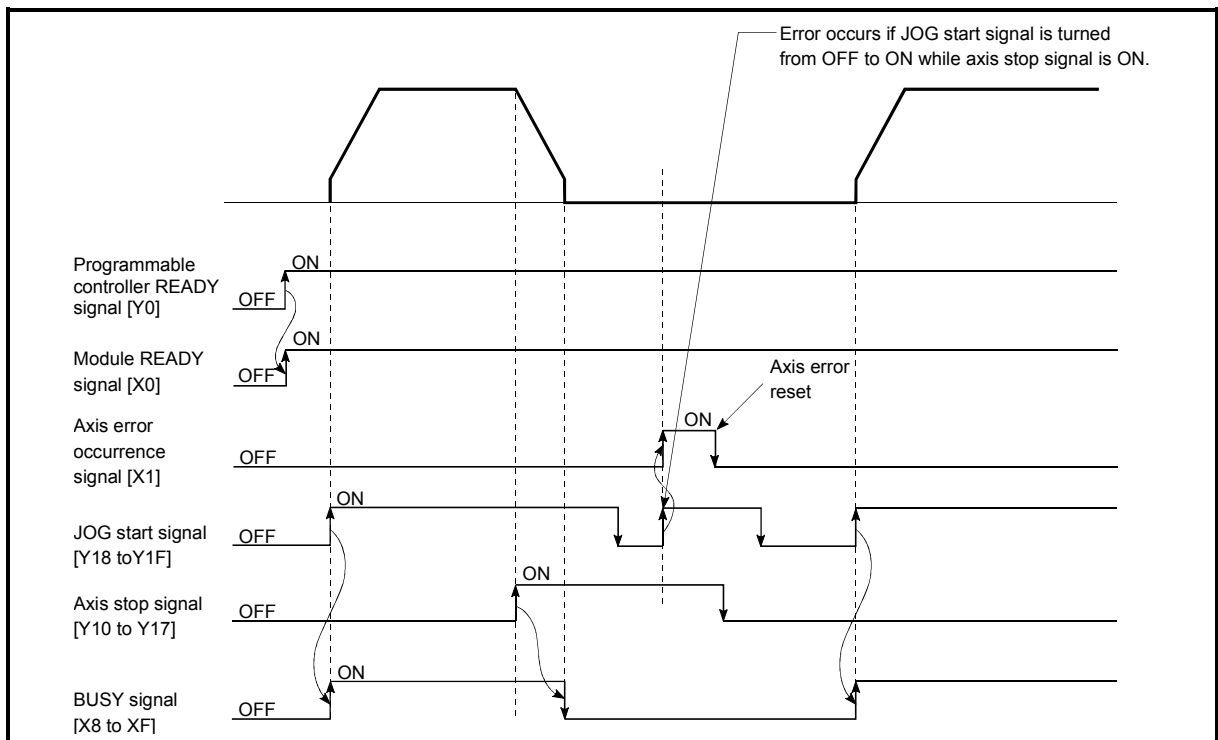 Error occurs if JOG start signal is turned
from OFF to ON while axis stop signal is ON.
Programmable
controller READY
signal [Y0]
OFF
ON
Module READY
signal [X0]
OFF
ON
Axis error
reset
Axis error
occurrence
signal [X1]
OFF
ON
JOG start signal
[Y18 toY1F]
OFF
ON
Axis stop signal
[Y10 to Y17]
OFF
ON
BUSY signal
[X8 to XF]
OFF
ON